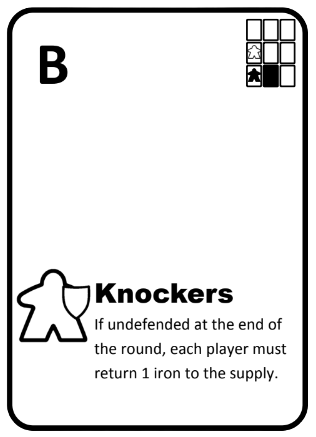 B
Knockers
If undefended at the end of
the round, each player must
return 1 iron to the supply.